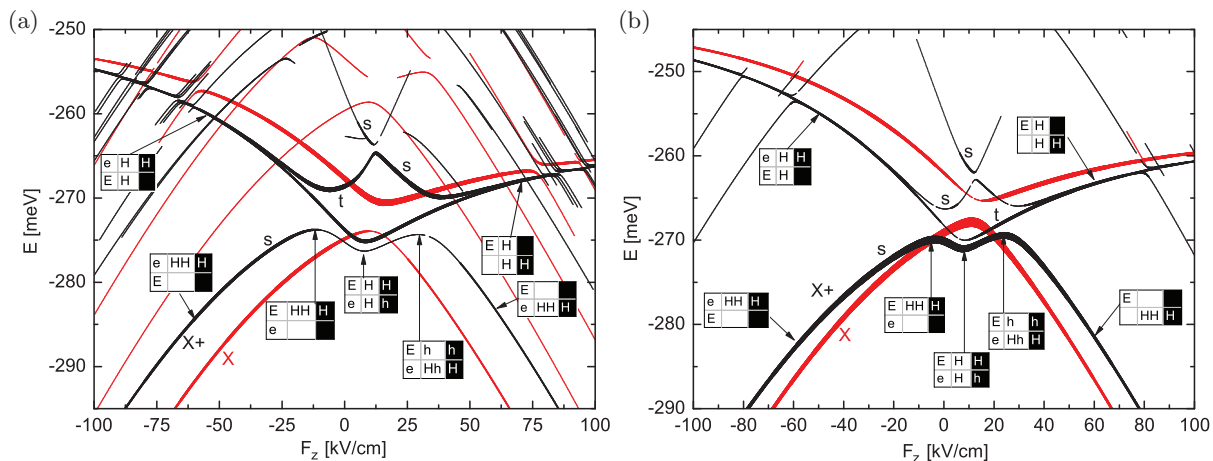 (a)
-250
-260
-270
-280
-290
E [meV]
-100 -75 -50 -25 0 25 50 75 100
F_z [kV/cm]
s
s
t
s
X+
X
e H H
E H
e HH H
E
E HH H
e
E H H
e H h
E h h
e Hh H
E H
H H
E
e HH H
(b)
-250
-260
-270
-280
-290
E [meV]
-100 -80 -60 -40 -20 0 20 40 60 80 100
F_z [kV/cm]
s
t
s
X+
X
e H H
E H
E H
H H
e HH H
E
E HH H
e
E H H
e H h
E h h
e Hh H
E
HH H